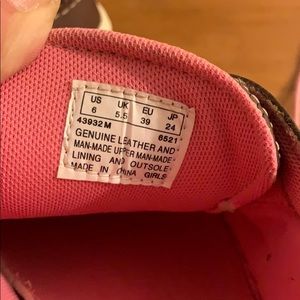 US UK EU JP
6 5.5 39 24
43932 M 6521
GENUINE LEATHER AND
MAN-MADE UPPER MAN-MADE
LINING AND OUTSOLE
MADE IN CHINA GIRLS